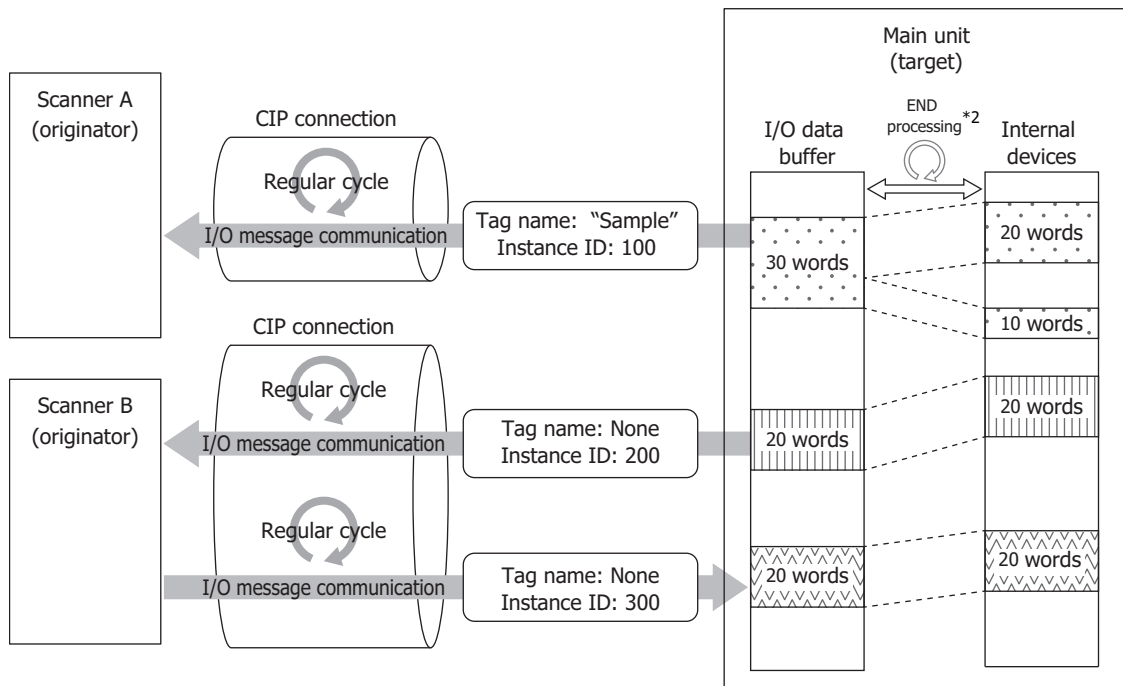 Main unit
(target)
Scanner A
(originator)
CIP connection
Regular cycle
I/O message communication
Tag name: “Sample”
Instance ID: 100
I/O data
buffer
END
processing*2
Internal
devices
30 words
20 words
10 words
Scanner B
(originator)
CIP connection
Regular cycle
I/O message communication
Tag name: None
Instance ID: 200
20 words
20 words
Regular cycle
I/O message communication
Tag name: None
Instance ID: 300
20 words
20 words